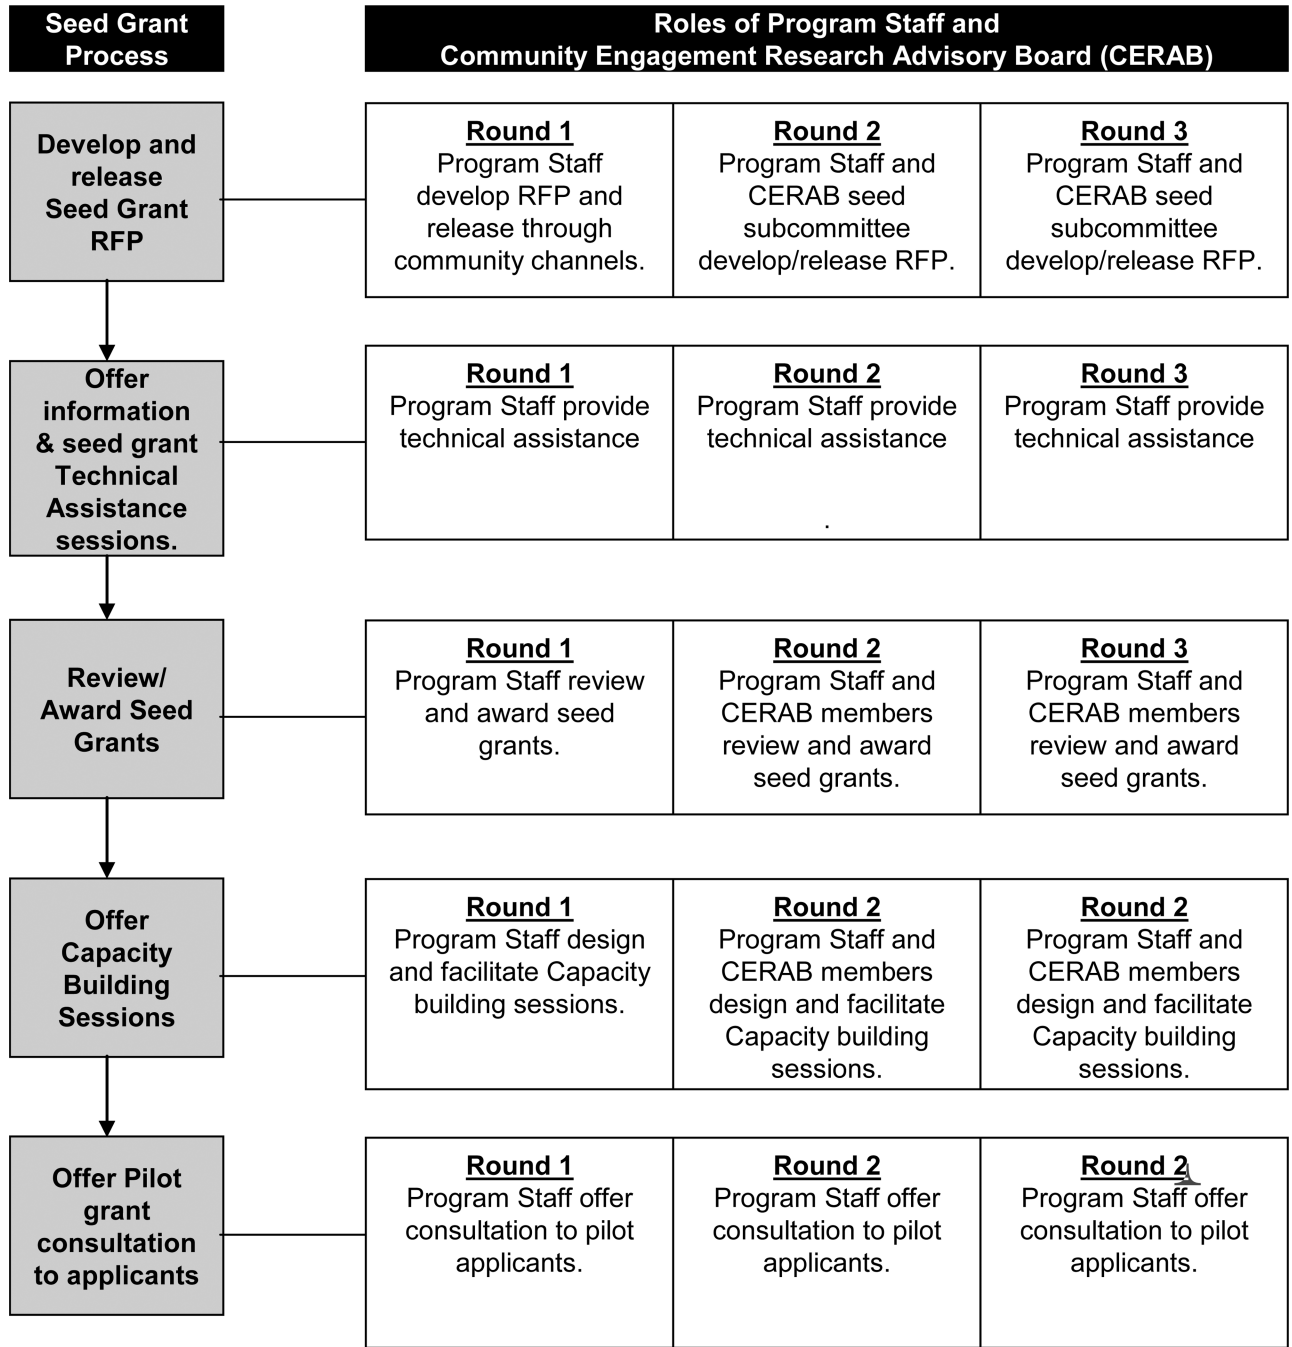 Seed Grant
Process
Roles of Program Staff and
Community Engagement Research Advisory Board (CERAB)
Develop and
release
Seed Grant
RFP
Round 1
Program Staff
develop RFP and
release through
community channels.
Round 2
Program Staff and
CERAB seed
subcommittee
develop/release RFP.
Round 3
Program Staff and
CERAB seed
subcommittee
develop/release RFP.
Offer
information
& seed grant
Technical
Assistance
sessions.
Round 1
Program Staff provide
technical assistance
Round 2
Program Staff provide
technical assistance
.
Round 3
Program Staff provide
technical assistance
Review/
Award Seed
Grants
Round 1
Program Staff review
and award seed
grants.
Round 2
Program Staff and
CERAB members
review and award
seed grants.
Round 3
Program Staff and
CERAB members
review and award
seed grants.
Offer
Capacity
Building
Sessions
Round 1
Program Staff design
and facilitate Capacity
building sessions.
Round 2
Program Staff and
CERAB members
design and facilitate
Capacity building
sessions.
Round 2
Program Staff and
CERAB members
design and facilitate
Capacity building
sessions.
Offer Pilot
grant
consultation
to applicants
Round 1
Program Staff offer
consultation to pilot
applicants.
Round 2
Program Staff offer
consultation to pilot
applicants.
Round 2
Program Staff offer
consultation to pilot
applicants.